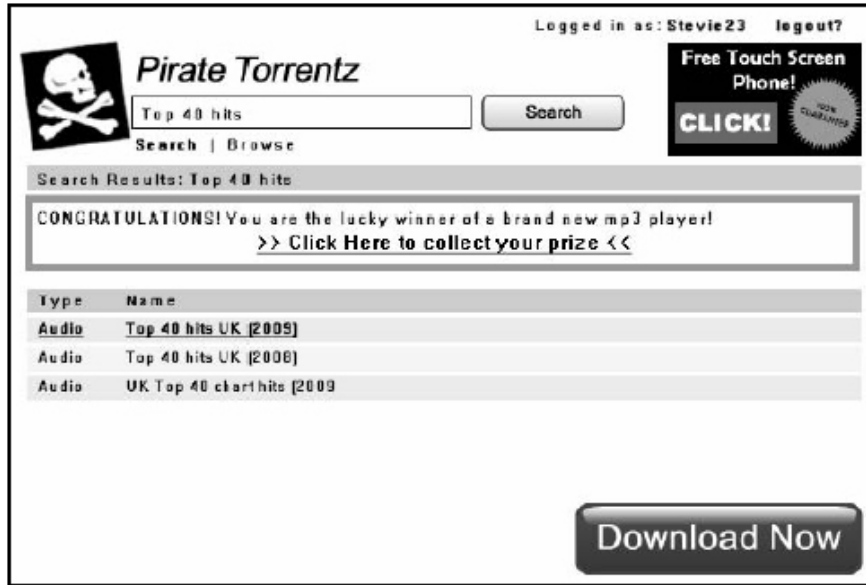 Logged in as: Stevie23 logout?
Pirate Torrentz
Free Touch Screen
Phone!
Top 40 hits
Search
CLICK!
100%
GUARANTEED
Search | Browse
Search Results: Top 40 hits
CONGRATULATIONS! You are the lucky winner of a brand new mp3 player!
>> Click Here to collect your prize <<
Type Name
Audio Top 40 hits UK [2009]
Audio Top 40 hits UK [2008]
Audio UK Top 40 chart hits [2009
Download Now